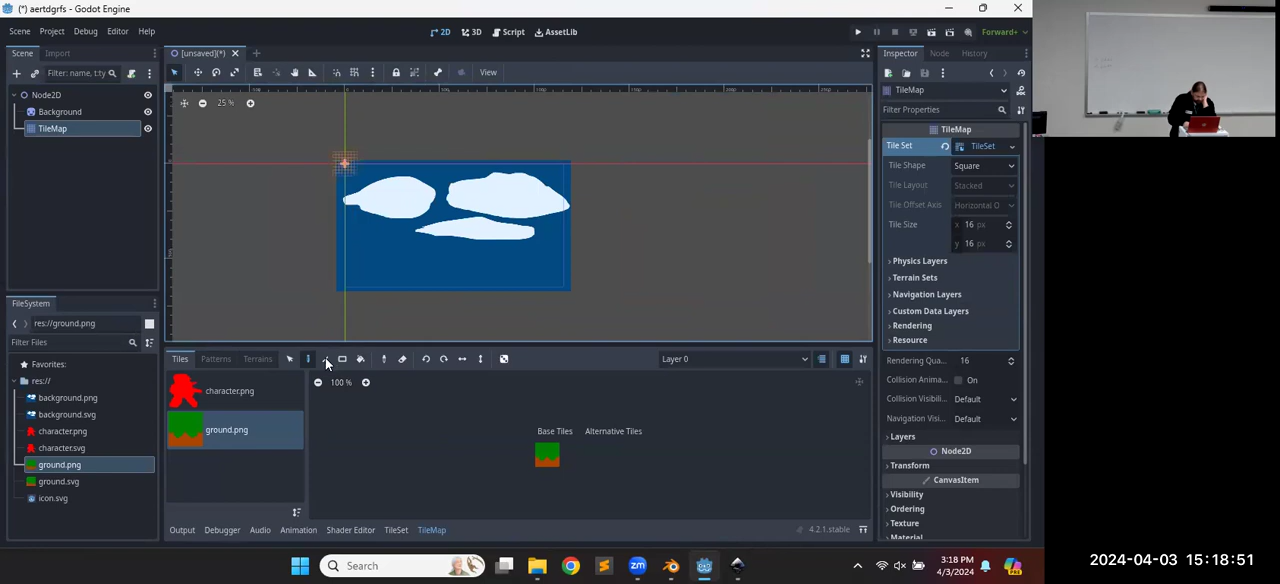 (*) aertdgrfs - Godot Engine
Scene Project Debug Editor Help
2D 3D Script AssetLib
Forward+
Scene Import
Filter: name, t:ty
Node2D
Background
TileMap
[unsaved](*)
View
25 %
FileSystem
res://ground.png
Filter Files
Favorites:
res://
background.png
background.svg
character.png
character.svg
ground.png
ground.svg
icon.svg
Tiles Patterns Terrains
Layer 0
character.png
ground.png
100 %
Base Tiles Alternative Tiles
Output Debugger Audio Animation Shader Editor TileSet TileMap
4.2.1.stable
Inspector Node History
TileMap
Filter Properties
TileMap
Tile Set TileSet
Tile Shape Square
Tile Layout Stacked
Tile Offset Axis Horizontal O
Tile Size x 16 px
y 16 px
Physics Layers
Terrain Sets
Navigation Layers
Custom Data Layers
Rendering
Resource
Rendering Qua.. 16
Collision Anima.. On
Collision Visibili.. Default
Navigation Visi.. Default
Layers
Node2D
Transform
CanvasItem
Visibility
Ordering
Texture
Material
Search
3:18 PM
4/3/2024
2024-04-03 15:18:51